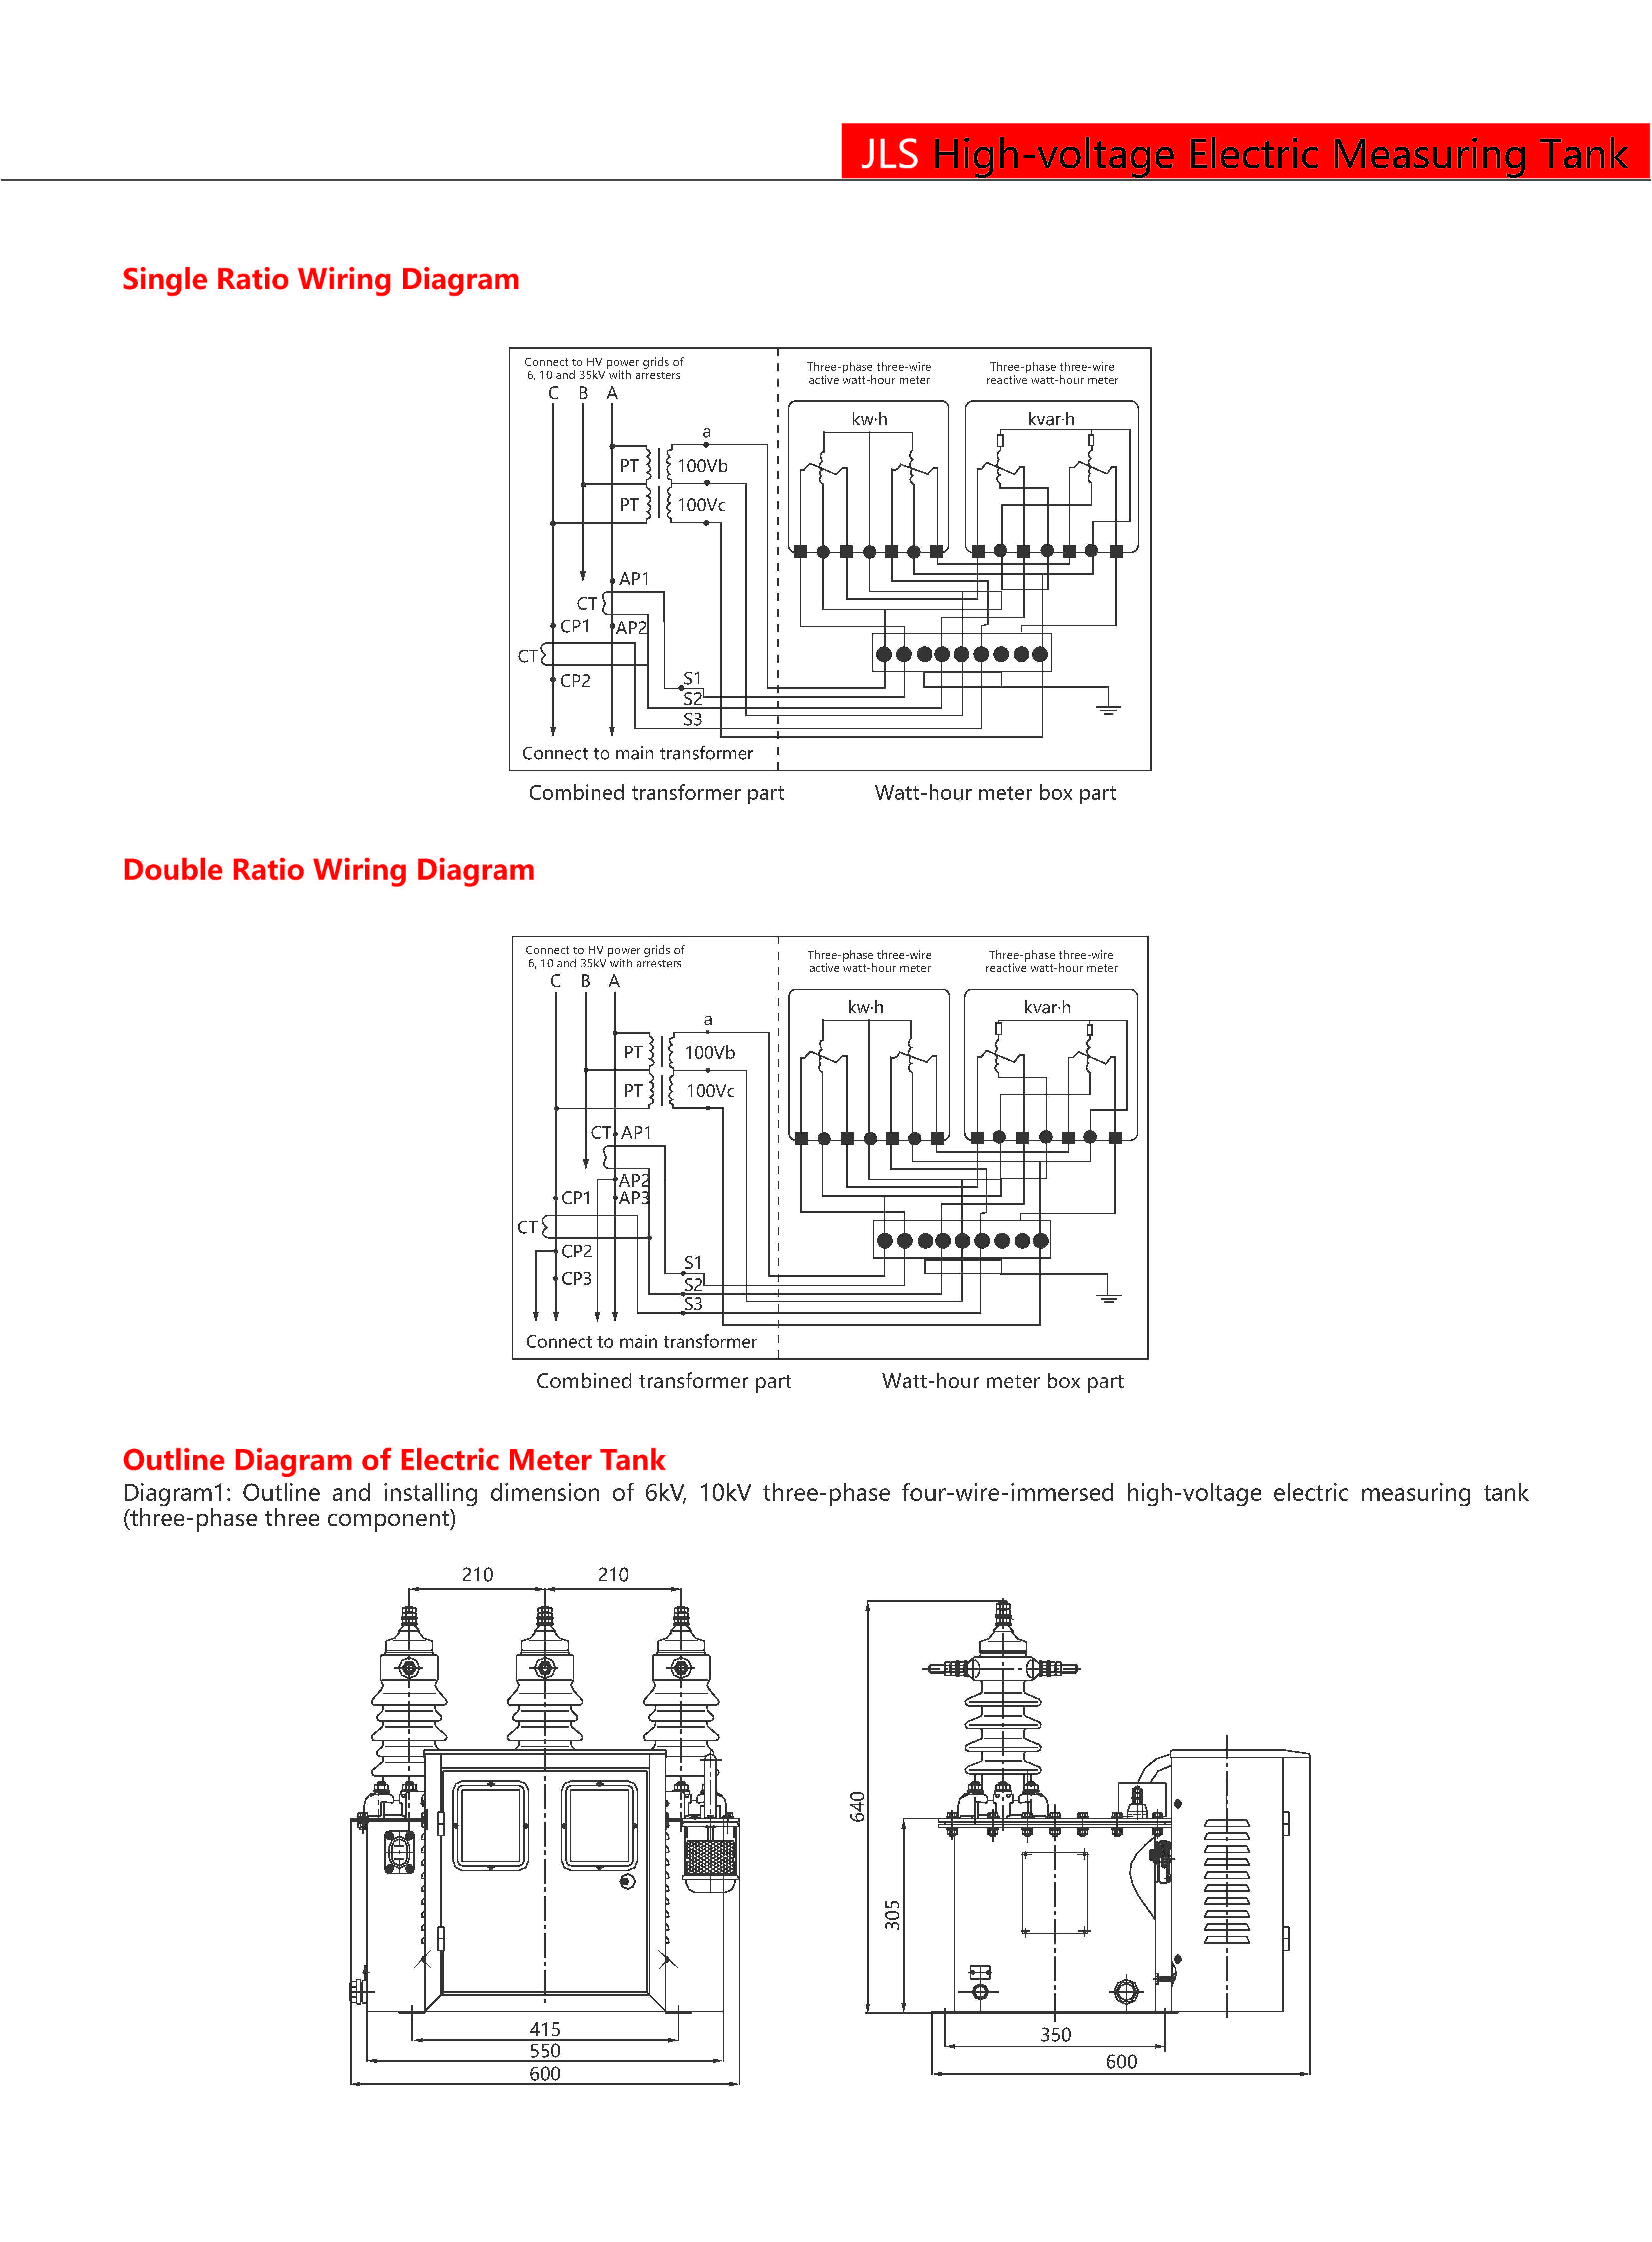 JLS High-voltage Electric Measuring Tank
Single Ratio Wiring Diagram
Connect to HV power grids of
6, 10 and 35kV with arresters
C B A
Three-phase three-wire
active watt-hour meter
Three-phase three-wire
reactive watt-hour meter
kw·h
kvar·h
a
PT 100Vb
PT 100Vc
AP1
CT
CP1 AP2
CT
CP2
S1
S2
S3
Connect to main transformer
Combined transformer part
Watt-hour meter box part
Double Ratio Wiring Diagram
Connect to HV power grids of
6, 10 and 35kV with arresters
C B A
Three-phase three-wire
active watt-hour meter
Three-phase three-wire
reactive watt-hour meter
kw·h
kvar·h
a
PT 100Vb
PT 100Vc
CT AP1
AP2
CP1 AP3
CT
CP2
CP3
S1
S2
S3
Connect to main transformer
Combined transformer part
Watt-hour meter box part
Outline Diagram of Electric Meter Tank
Diagram1: Outline and installing dimension of 6kV, 10kV three-phase four-wire-immersed high-voltage electric measuring tank
(three-phase three component)
210 210
415
550
600
640
305
350
600